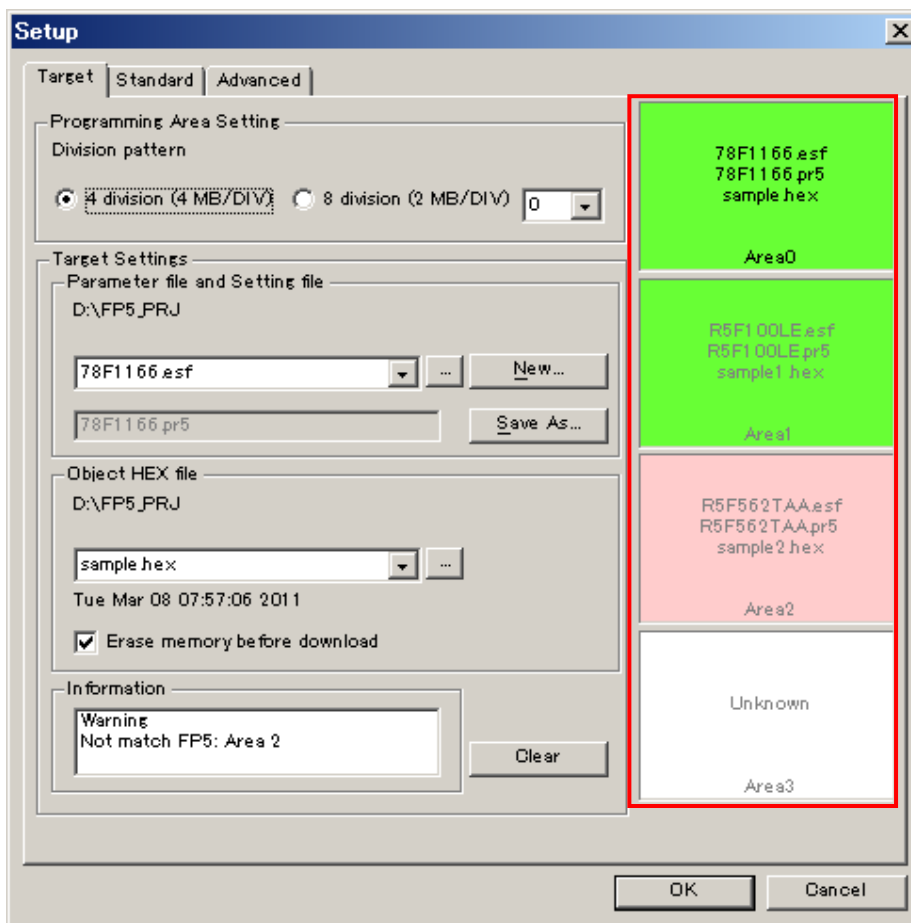 Setup
Target
Standard
Advanced
Programming Area Setting
Division pattern
4 division (4 MB/DIV)
8 division (2 MB/DIV)
0
Target Settings
Parameter file and Setting file
D:\FP5_PRJ
78F1166.esf
...
New...
78F1166.pr5
Save As...
Object HEX file
D:\FP5_PRJ
sample.hex
...
Tue Mar 08 07:57:06 2011
Erase memory before download
Information
Warning
Not match FP5: Area 2
Clear
78F1166.esf
78F1166.pr5
sample.hex
Area0
R5F100LE.esf
R5F100LE.pr5
sample1.hex
Area1
R5F562TAA.esf
R5F562TAA.pr5
sample2.hex
Area2
Unknown
Area3
OK
Cancel